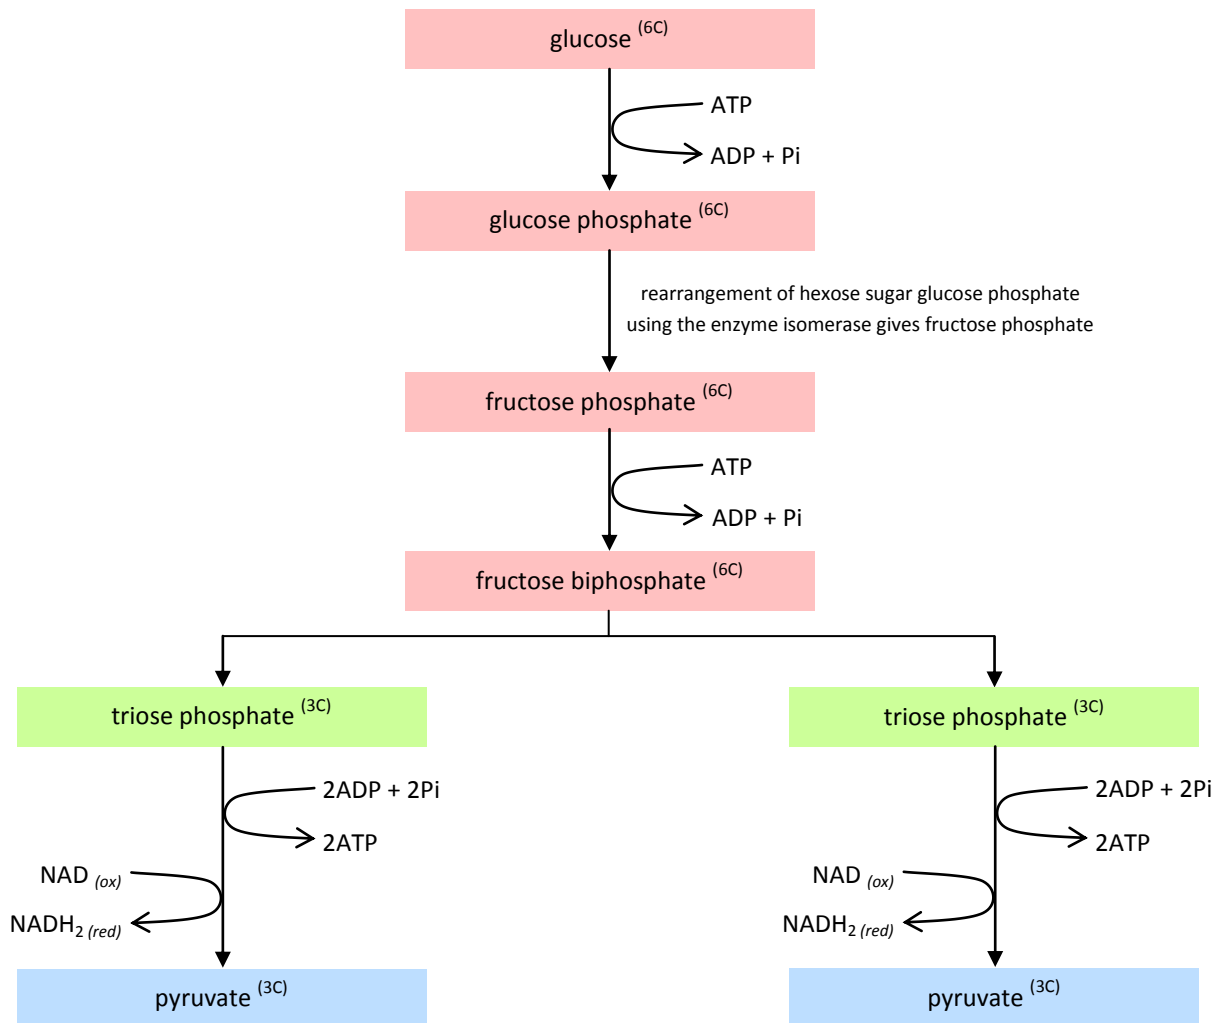 glucose (6C)
ATP
ADP + Pi
glucose phosphate (6C)
rearrangement of hexose sugar glucose phosphate
using the enzyme isomerase gives fructose phosphate
fructose phosphate (6C)
ATP
ADP + Pi
fructose biphosphate (6C)
triose phosphate (3C)
triose phosphate (3C)
2ADP + 2Pi
2ATP
NAD (ox)
NADH2 (red)
2ADP + 2Pi
2ATP
NAD (ox)
NADH2 (red)
pyruvate (3C)
pyruvate (3C)